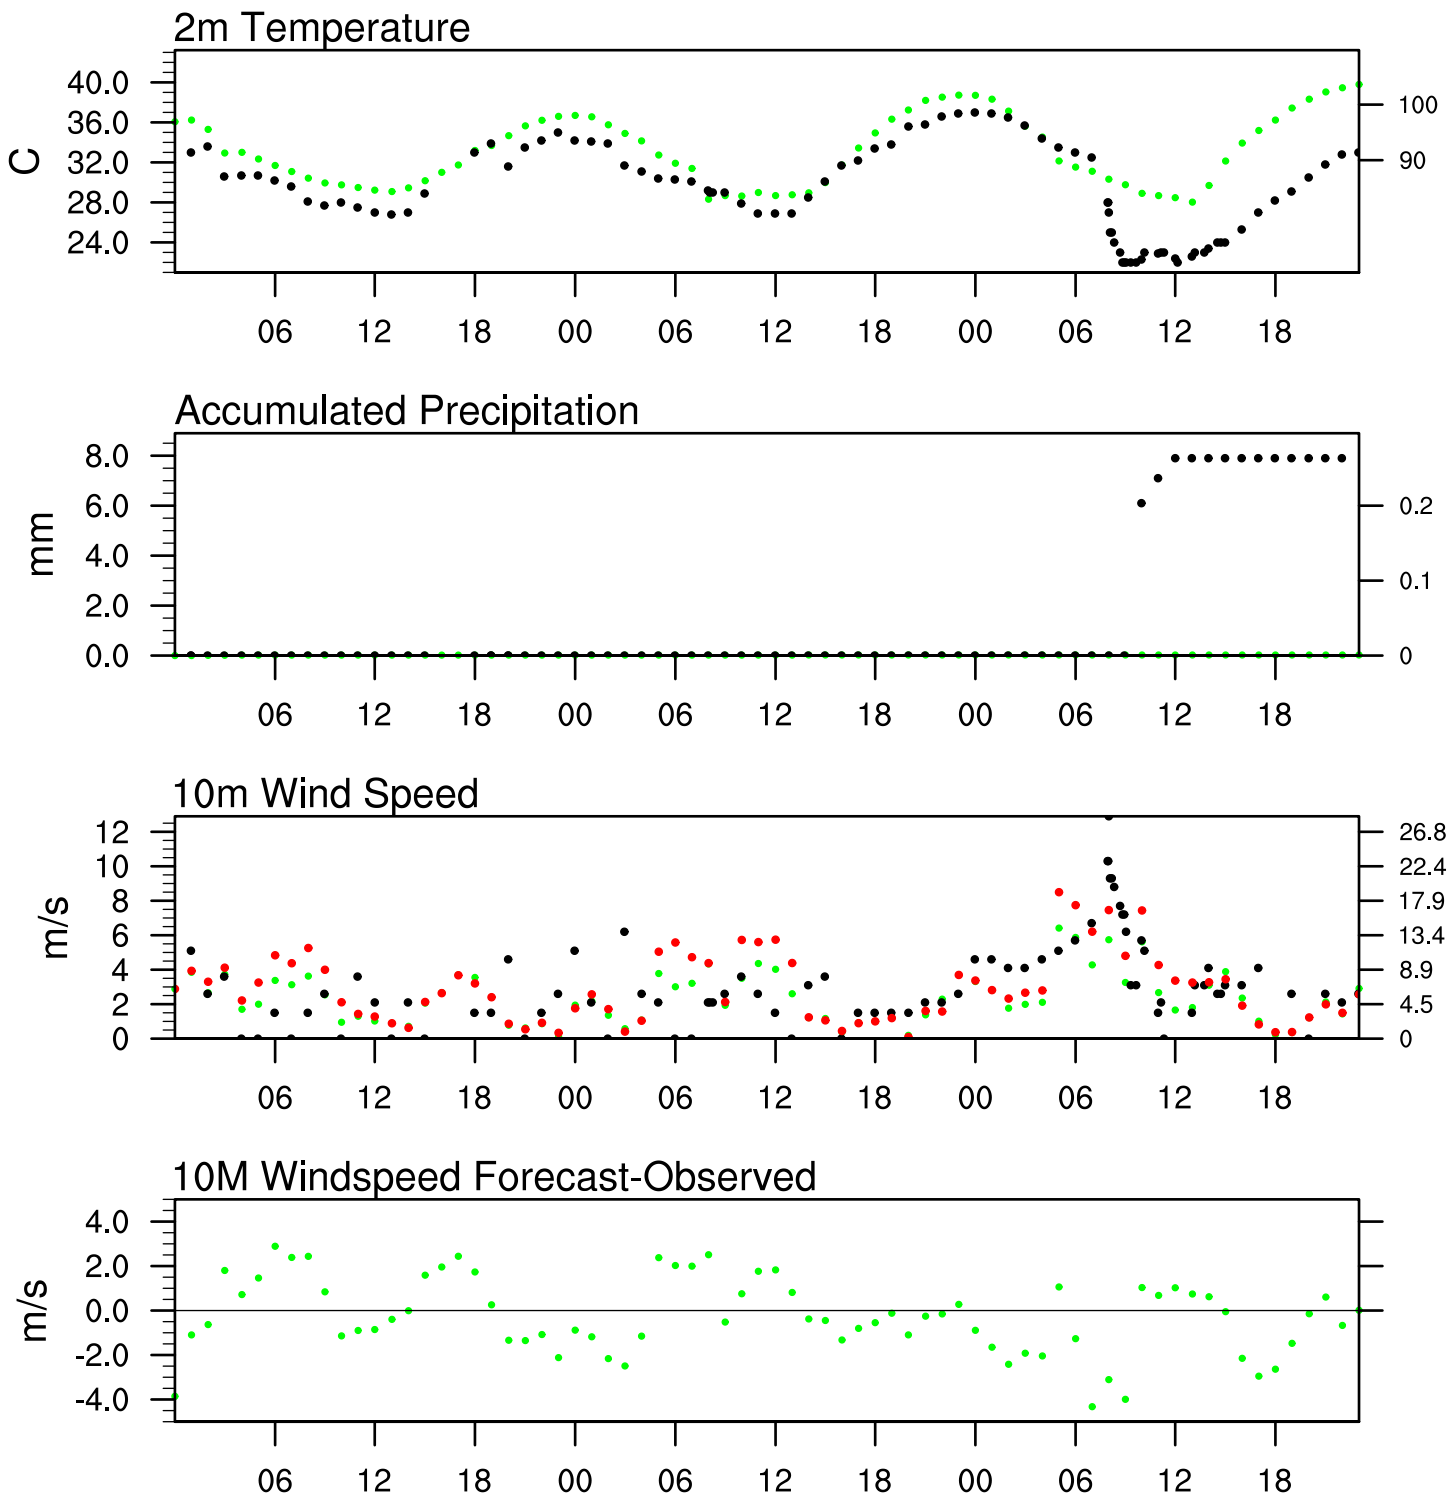 2m Temperature
C
40.0
36.0
32.0
28.0
24.0
100
90
06 12 18 00 06 12 18 00 06 12 18
Accumulated Precipitation
mm
8.0
6.0
4.0
2.0
0.0
0.2
0.1
0
06 12 18 00 06 12 18 00 06 12 18
10m Wind Speed
m/s
12
10
8
6
4
2
0
26.8
22.4
17.9
13.4
8.9
4.5
0
06 12 18 00 06 12 18 00 06 12 18
10M Windspeed Forecast-Observed
m/s
4.0
2.0
0.0
-2.0
-4.0
06 12 18 00 06 12 18 00 06 12 18